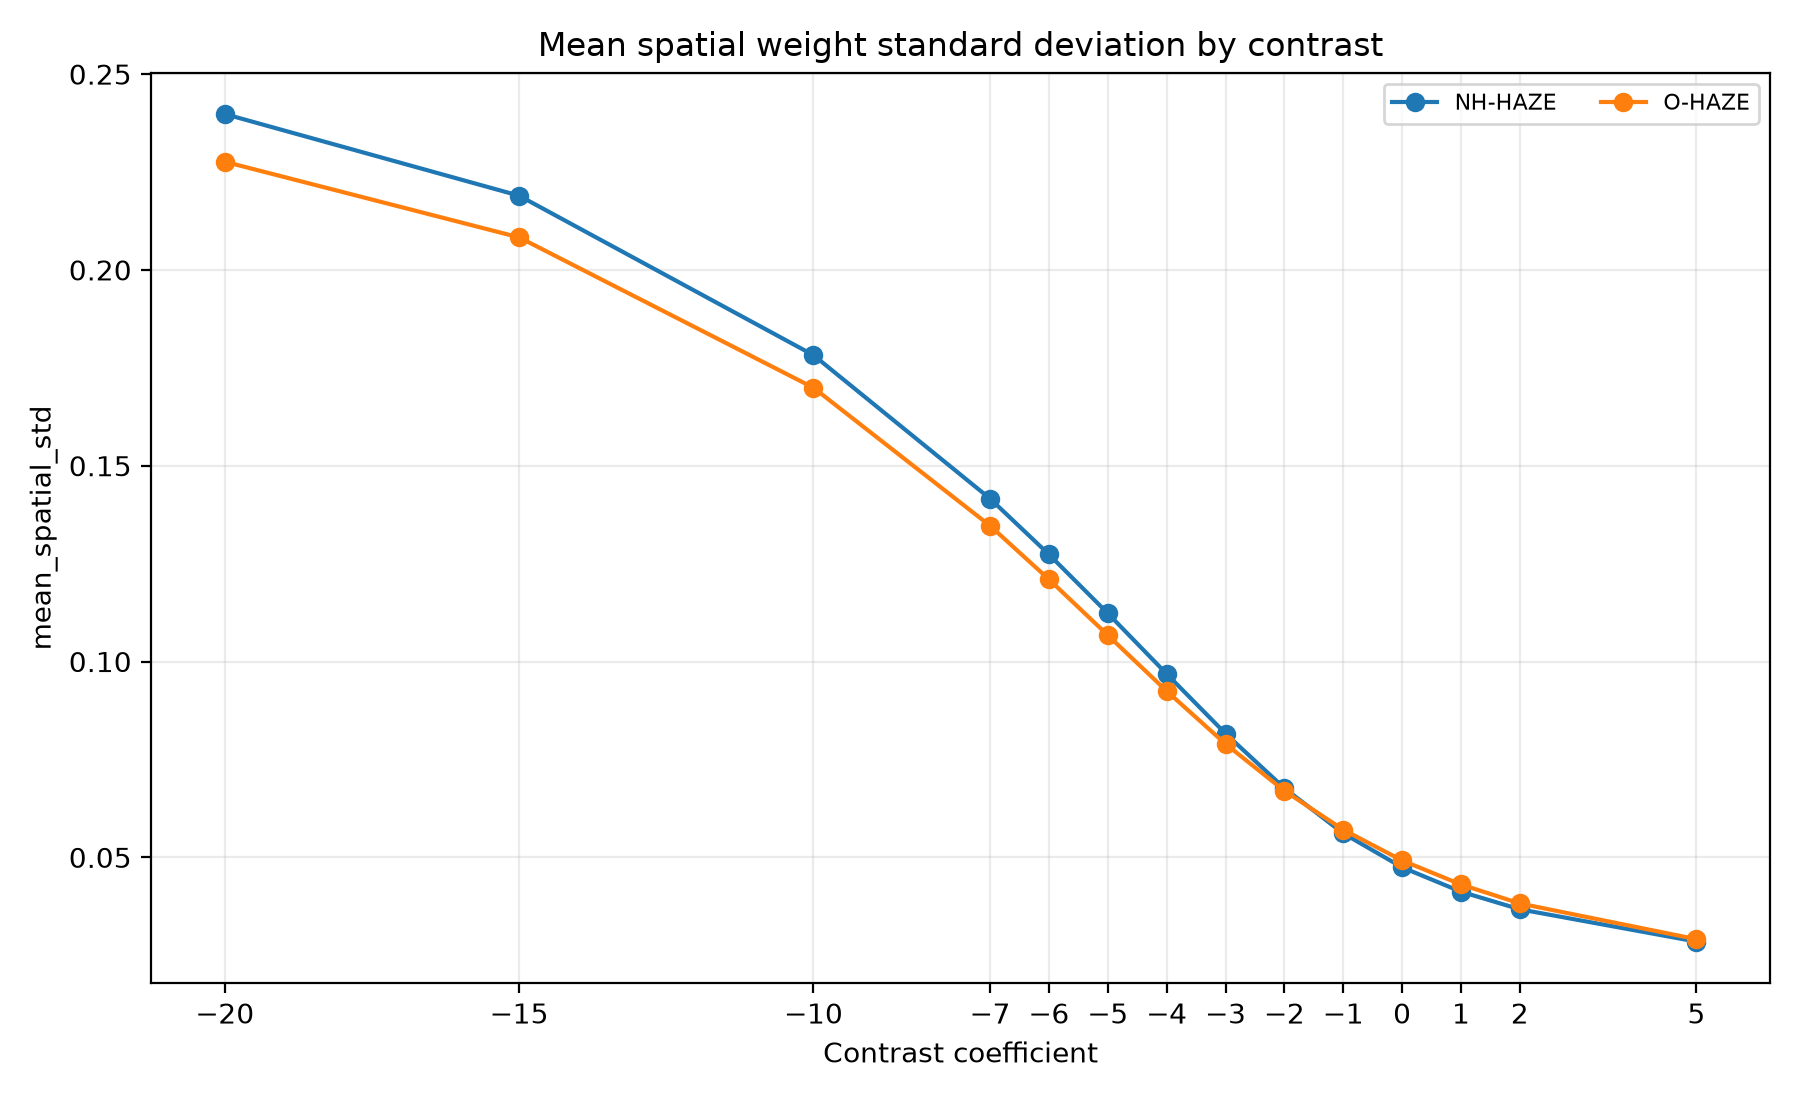 Mean spatial weight standard deviation by contrast
NH-HAZE O-HAZE
mean_spatial_std
0.25
0.20
0.15
0.10
0.05
−20 −15 −10 −7 −6 −5 −4 −3 −2 −1 0 1 2 5
Contrast coefficient